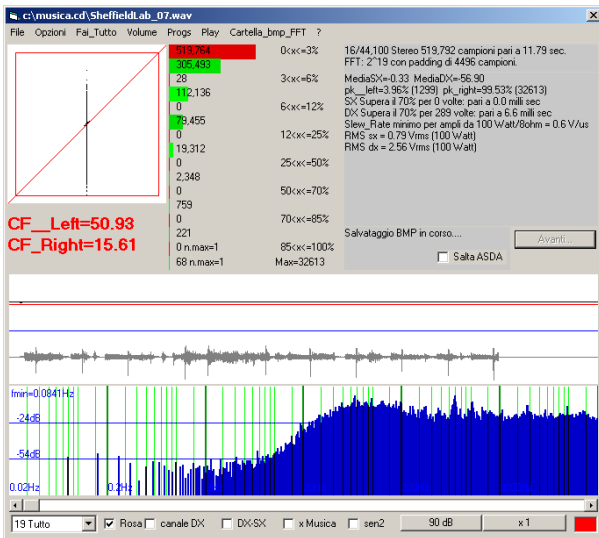 c:\musica.cd\SheffieldLab_07.wav
File Opzioni Fai_Tutto Volume Progs Play Cartella_bmp_FFT ?
519,764 0<x<=3%
305,493
28 3<x<=6%
112,136
0 6<x<=12%
79,455
0 12<x<=25%
19,312
0 25<x<=50%
2,348
0 50<x<=70%
759
0 70<x<=85%
221
0 n.max=1 85<x<=100%
68 n.max=1 Max=32613
16/44,100 Stereo 519,792 campioni pari a 11.79 sec.
FFT: 2^19 con padding di 4496 campioni.
MediaSX=-0.33 MediaDX=-56.90
pk__left=3.96% (1299) pk_right=99.53% (32613)
SX Supera il 70% per 0 volte: pari a 0.0 milli sec
DX Supera il 70% per 289 volte: pari a 6.6 milli sec
Slew_Rate minimo per ampli da 100 Watt/8ohm = 0.6 V/us
RMS sx = 0.79 Vrms (100 Watt)
RMS dx = 2.56 Vrms (100 Watt)
CF__Left=50.93
CF_Right=15.61
Salvataggio BMP in corso....
Avanti...
Salta ASDA
fmin=0.0841Hz
-24dB
-54dB
0.02Hz 0.2Hz
19 Tutto Rosa canale DX DX-SX x Musica sen2 90 dB x 1